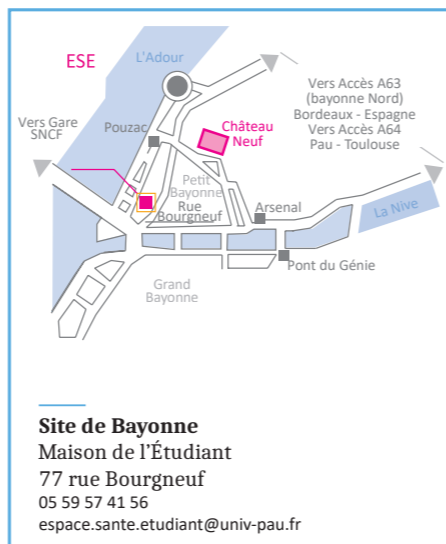 ESE
L'Adour
Vers Accès A63
(bayonne Nord)
Bordeaux - Espagne
Vers Accès A64
Pau - Toulouse
Vers Gare
SNCF
Pouzac
Château
Neuf
Petit
Bayonne
Rue
Bourgneuf
Arsenal
La Nive
Pont du Génie
Grand
Bayonne
Site de Bayonne
Maison de l'Étudiant
77 rue Bourgneuf
05 59 57 41 56
espace.sante.etudiant@univ-pau.fr